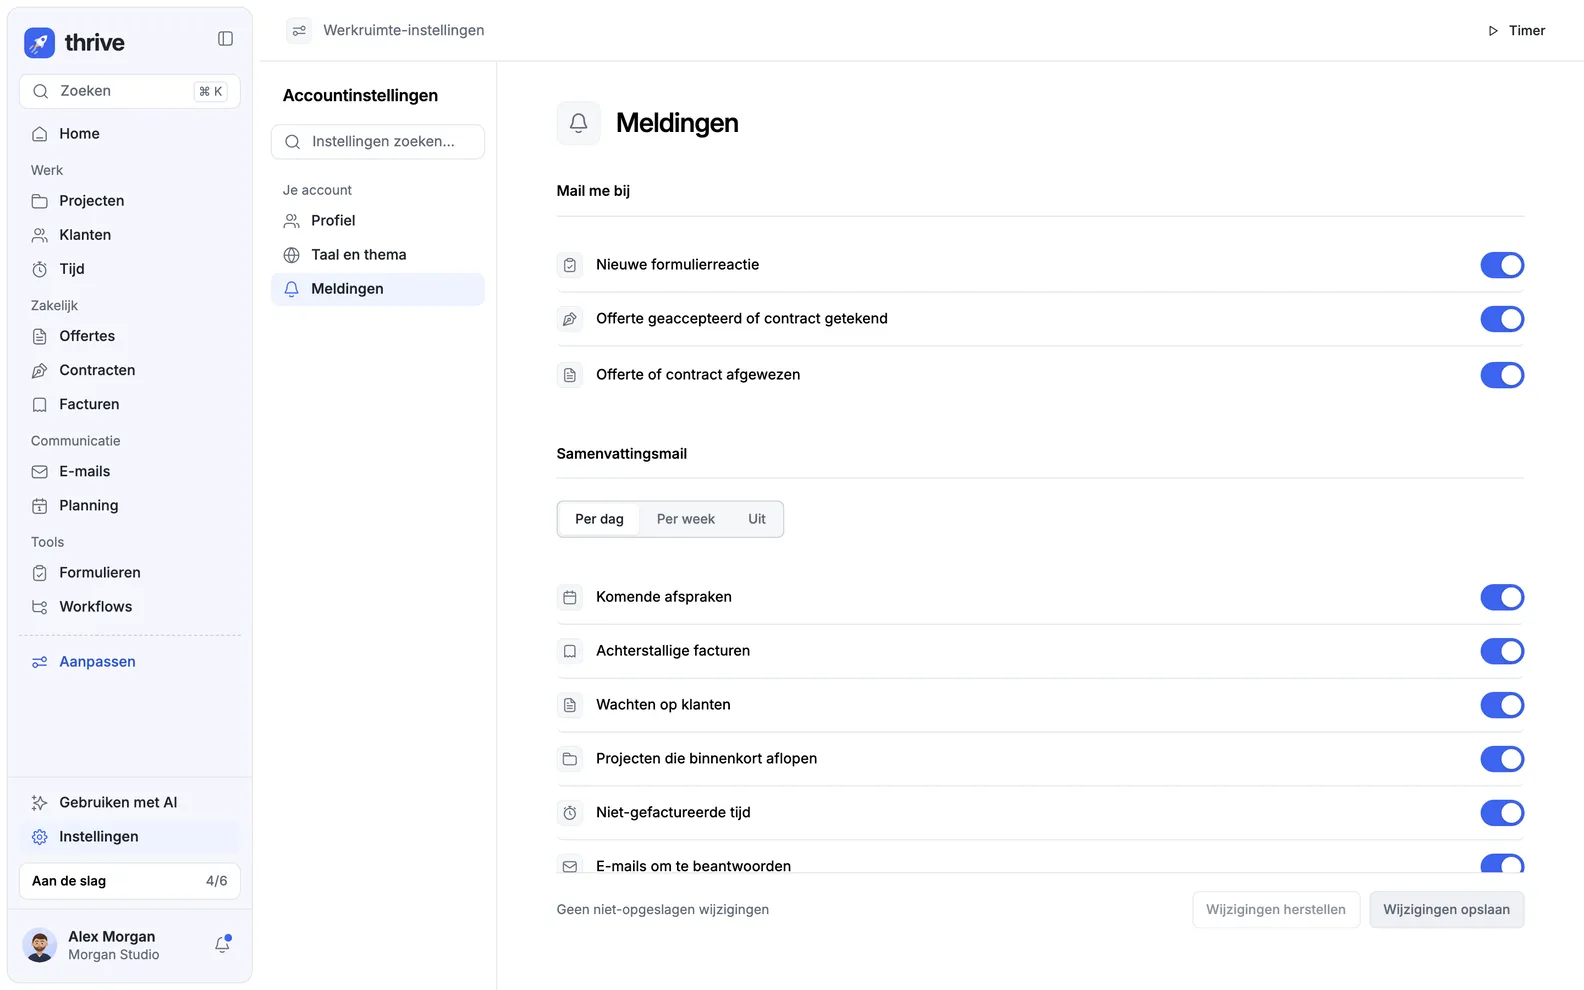 thrive
Zoeken
⌘ K
Home
Werk
Projecten
Klanten
Tijd
Zakelijk
Offertes
Contracten
Facturen
Communicatie
E-mails
Planning
Tools
Formulieren
Workflows
Aanpassen
Gebruiken met AI
Instellingen
Aan de slag 4/6
Alex Morgan
Morgan Studio
Werkruimte-instellingen
Timer
Accountinstellingen
Instellingen zoeken...
Je account
Profiel
Taal en thema
Meldingen
Meldingen
Mail me bij
Nieuwe formulierreactie
Offerte geaccepteerd of contract getekend
Offerte of contract afgewezen
Samenvattingsmail
Per dag Per week Uit
Komende afspraken
Achterstallige facturen
Wachten op klanten
Projecten die binnenkort aflopen
Niet-gefactureerde tijd
E-mails om te beantwoorden
Geen niet-opgeslagen wijzigingen
Wijzigingen herstellen
Wijzigingen opslaan